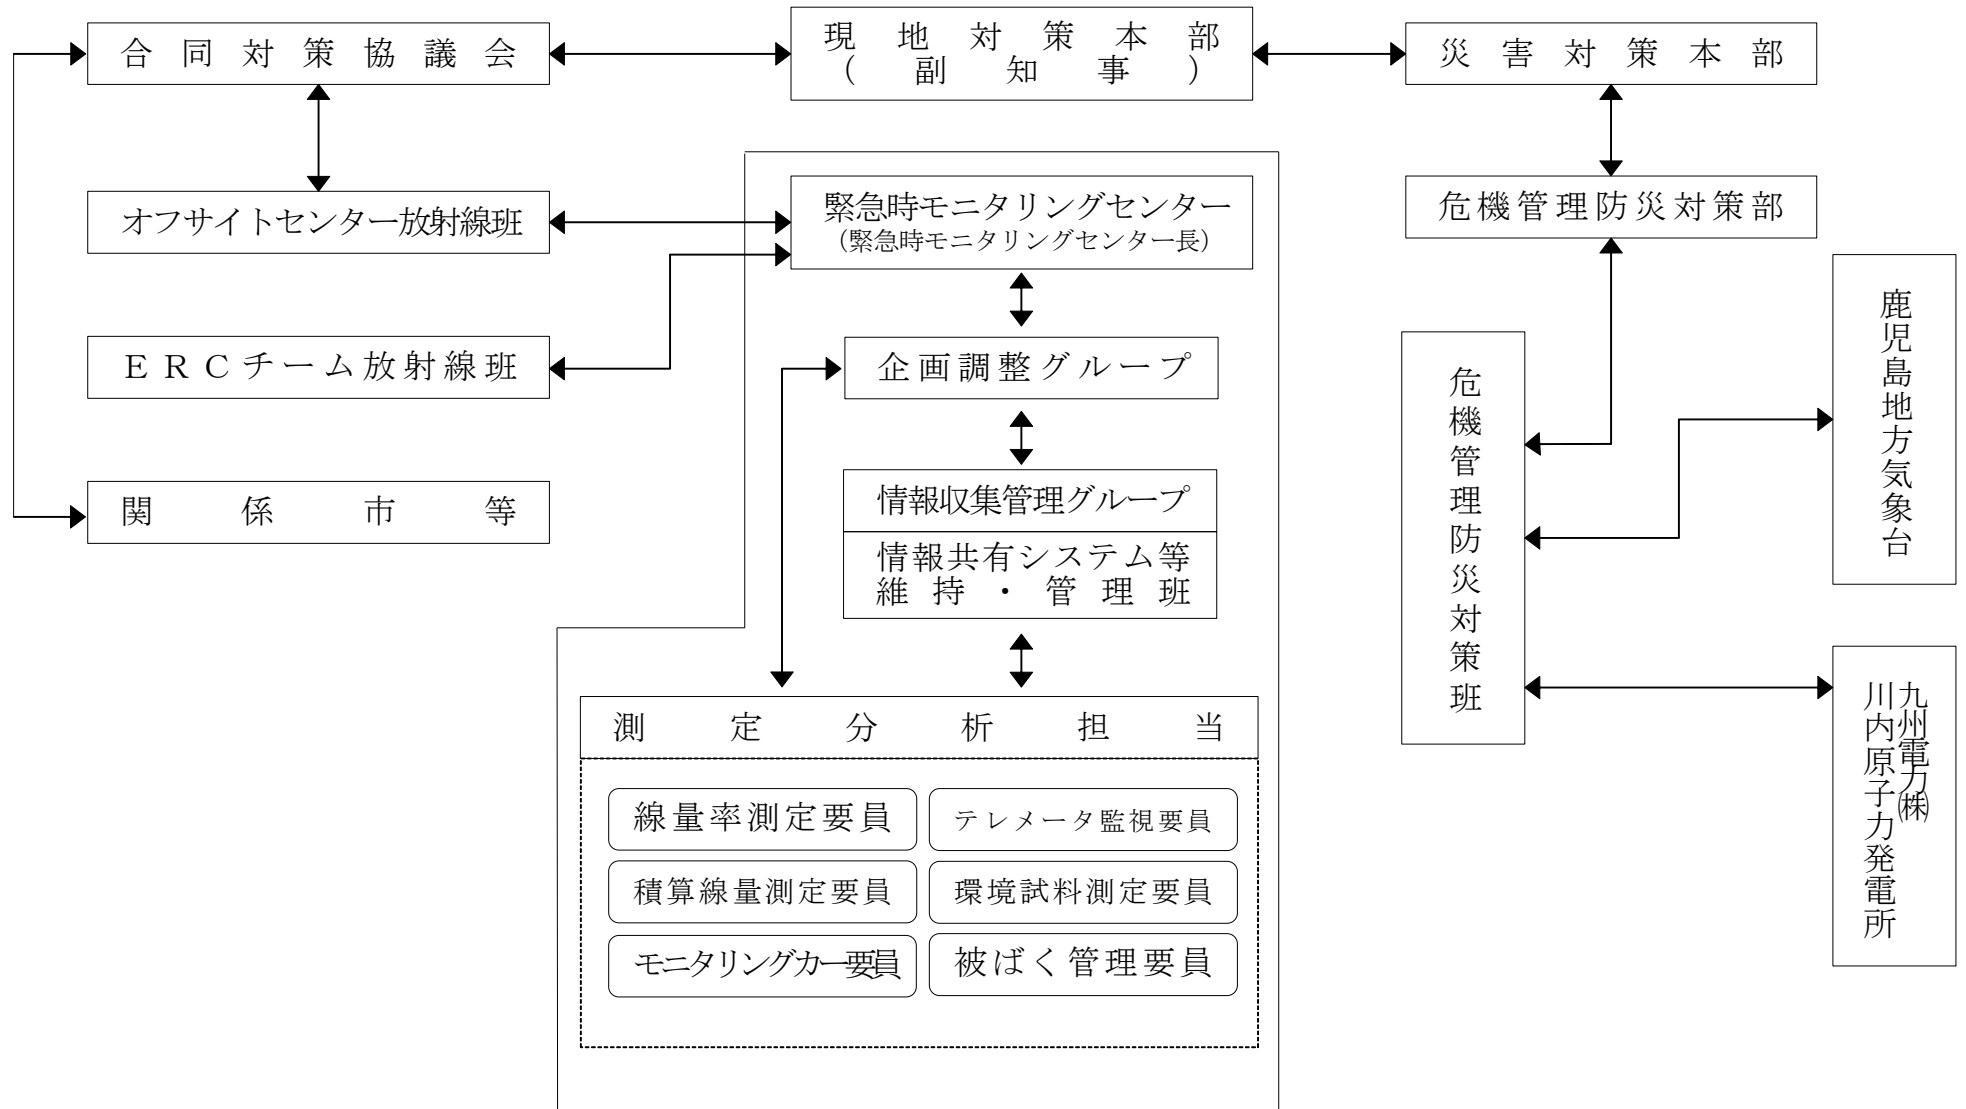 合同対策協議会
現地対策本部
（副知事）
災害対策本部
オフサイトセンター放射線班
緊急時モニタリングセンター
（緊急時モニタリングセンター長）
危機管理防災対策部
ＥＲＣチーム放射線班
企画調整グループ
関係市等
情報収集管理グループ
情報共有システム等
維持・管理班
危機管理防災対策班
鹿児島地方気象台
九州電力㈱
川内原子力発電所
測定分析担当
線量率測定要員
テレメータ監視要員
積算線量測定要員
環境試料測定要員
モニタリングカー要員
被ばく管理要員